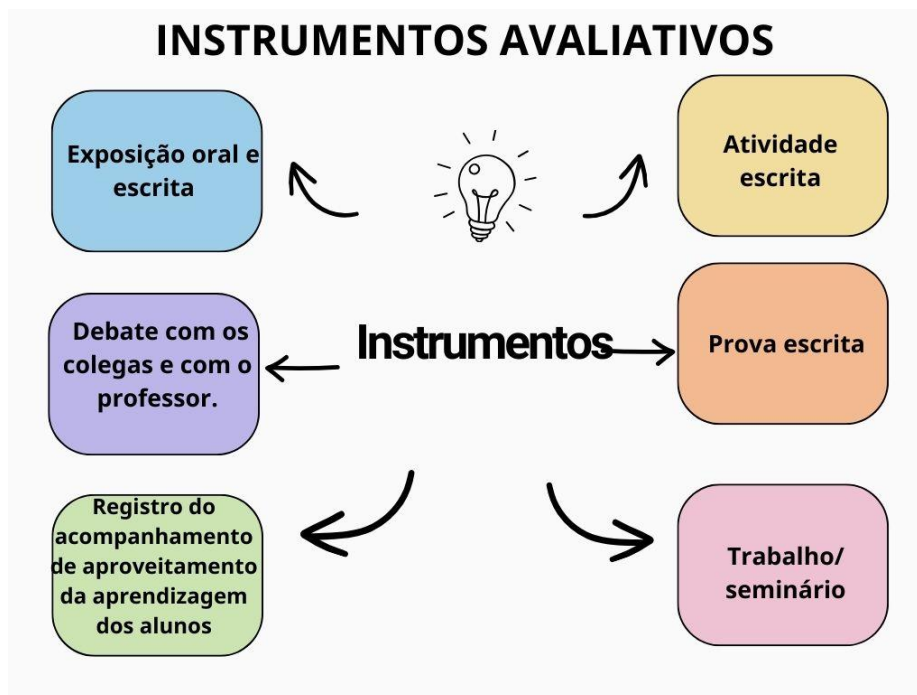 INSTRUMENTOS AVALIATIVOS
Exposição oral e
escrita
Atividade
escrita
Debate com os
colegas e com o
professor.
Instrumentos
Prova escrita
Registro do
acompanhamento
de aproveitamento
da aprendizagem
dos alunos
Trabalho/
seminário